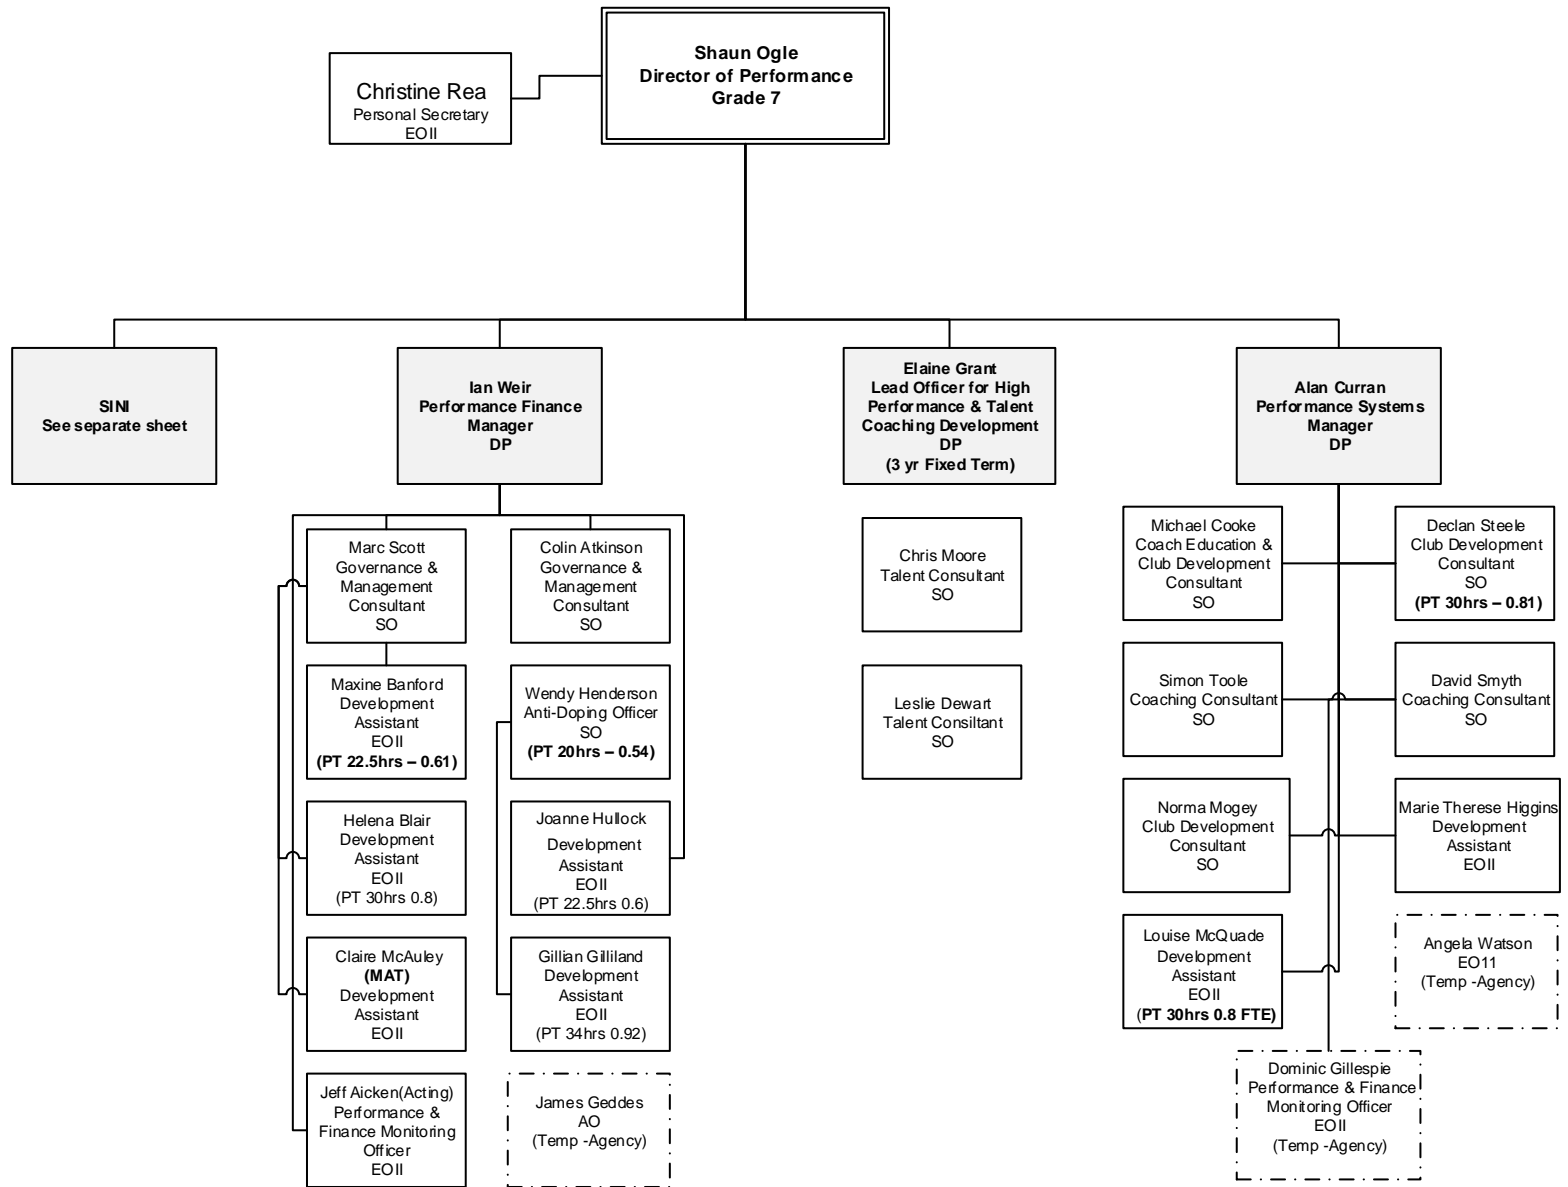 Shaun Ogle
Director of Performance
Grade 7
Christine Rea
Personal Secretary
EOII
SINI
See separate sheet
Ian Weir
Performance Finance
Manager
DP
Elaine Grant
Lead Officer for High
Performance & Talent
Coaching Development
DP
(3 yr Fixed Term)
Alan Curran
Performance Systems
Manager
DP
Marc Scott
Governance &
Management
Consultant
SO
Colin Atkinson
Governance &
Management
Consultant
SO
Maxine Banford
Development
Assistant
EOII
(PT 22.5hrs – 0.61)
Wendy Henderson
Anti-Doping Officer
SO
(PT 20hrs – 0.54)
Helena Blair
Development
Assistant
EOII
(PT 30hrs 0.8)
Joanne Hullock
Development
Assistant
EOII
(PT 22.5hrs 0.6)
Claire McAuley
(MAT)
Development
Assistant
EOII
Gillian Gilliland
Development
Assistant
EOII
(PT 34hrs 0.92)
Jeff Aicken(Acting)
Performance &
Finance Monitoring
Officer
EOII
James Geddes
AO
(Temp -Agency)
Chris Moore
Talent Consultant
SO
Leslie Dewart
Talent Consiltant
SO
Michael Cooke
Coach Education &
Club Development
Consultant
SO
Declan Steele
Club Development
Consultant
SO
(PT 30hrs – 0.81)
Simon Toole
Coaching Consultant
SO
David Smyth
Coaching Consultant
SO
Norma Mogey
Club Development
Consultant
SO
Marie Therese Higgins
Development
Assistant
EOII
Louise McQuade
Development
Assistant
EOII
(PT 30hrs 0.8 FTE)
Angela Watson
EO11
(Temp -Agency)
Dominic Gillespie
Performance & Finance
Monitoring Officer
EOII
(Temp -Agency)